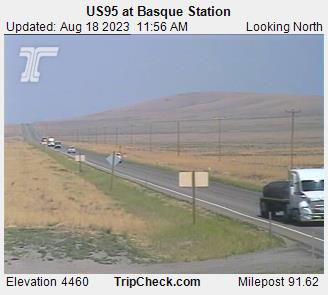 US95 at Basque Station
Updated: Aug 18 2023 11:56 AM Looking North
Elevation 4460 TripCheck.com Milepost 91.62